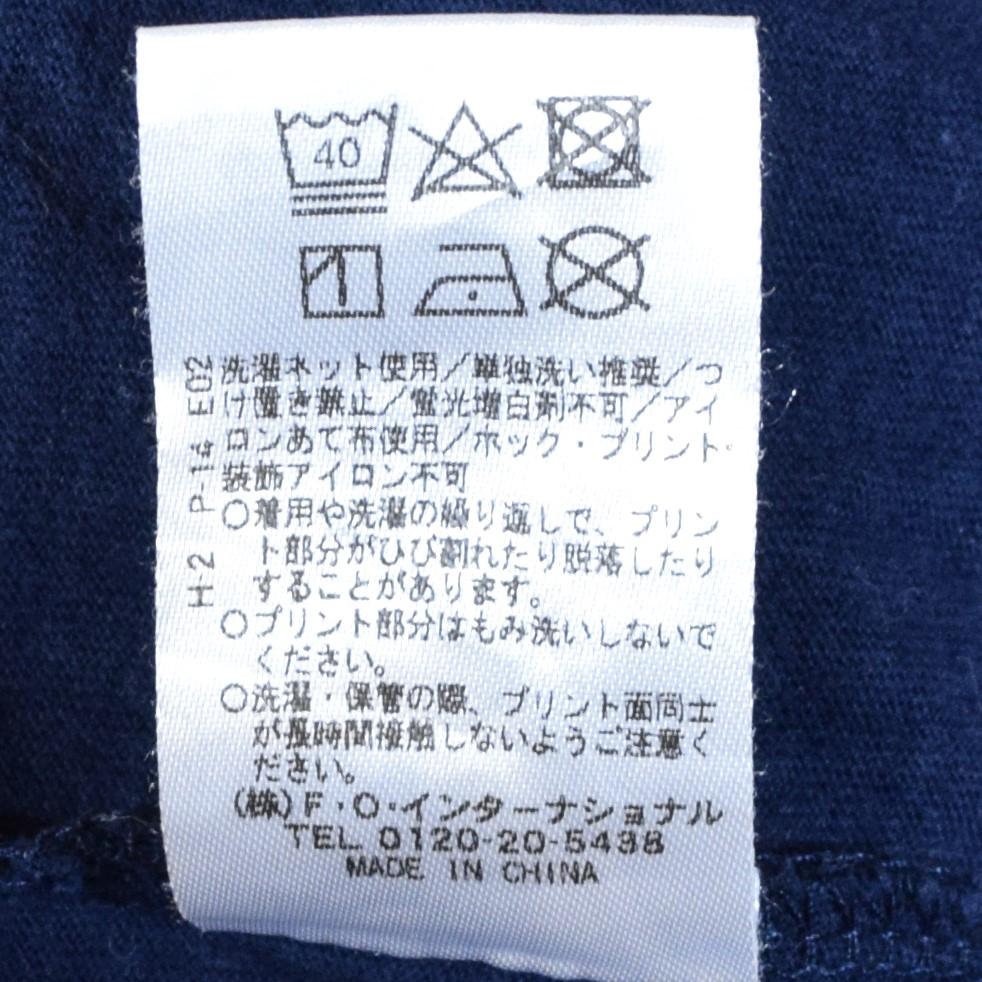 40
洗濯ネット使用/単独洗い推奨/つ
け置き禁止/蛍光増白剤不可/アイ
ロンあて布使用/ホック・プリント・
装飾アイロン不可
○着用や洗濯の繰り返しで、プリン
ト部分がひび割れたり脱落したり
することがあります。
○プリント部分はもみ洗いしないで
ください。
○洗濯・保管の際、プリント面同士
が長時間接触しないようご注意く
ださい。
(株)F・O・インターナショナル
TEL 0120-20-5438
MADE IN CHINA
H-2 P-14 E02